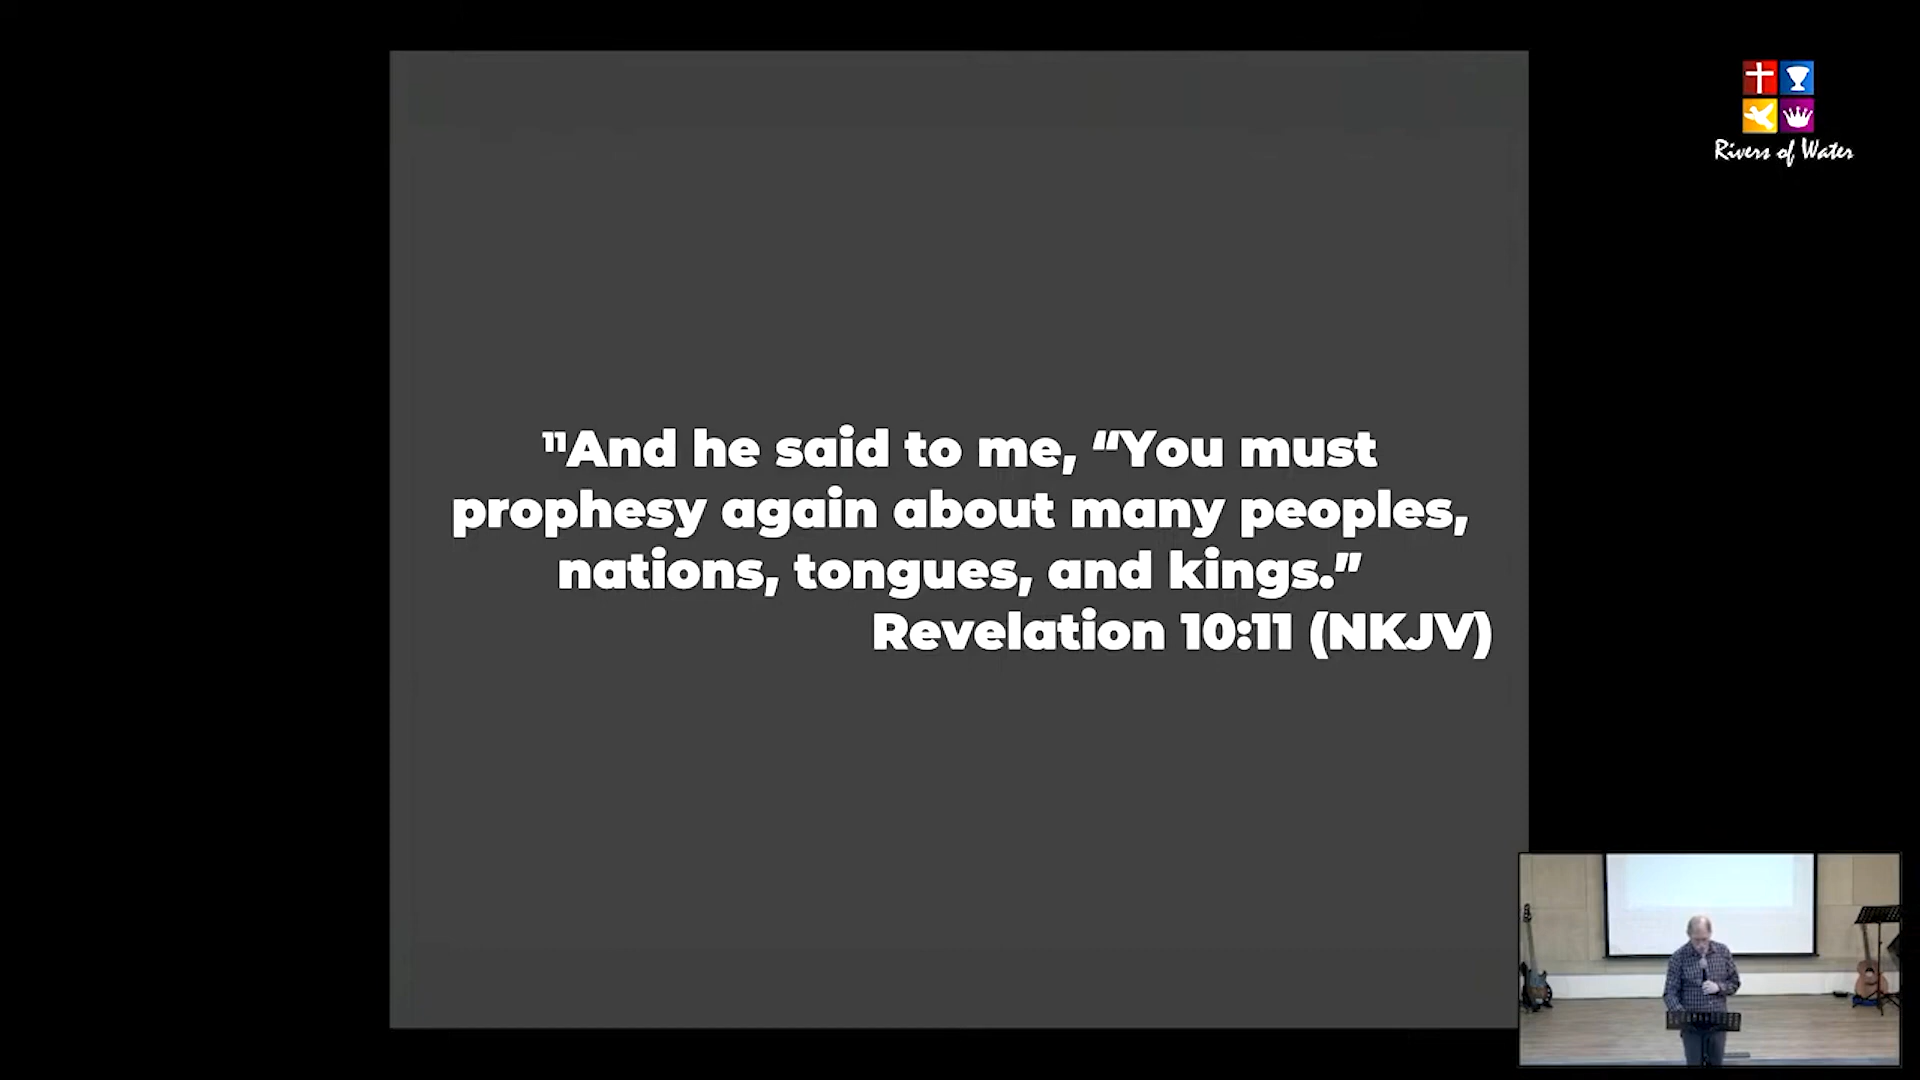 ¹¹And he said to me, “You must
prophesy again about many peoples,
nations, tongues, and kings.”
Revelation 10:11 (NKJV)
Rivers of Water